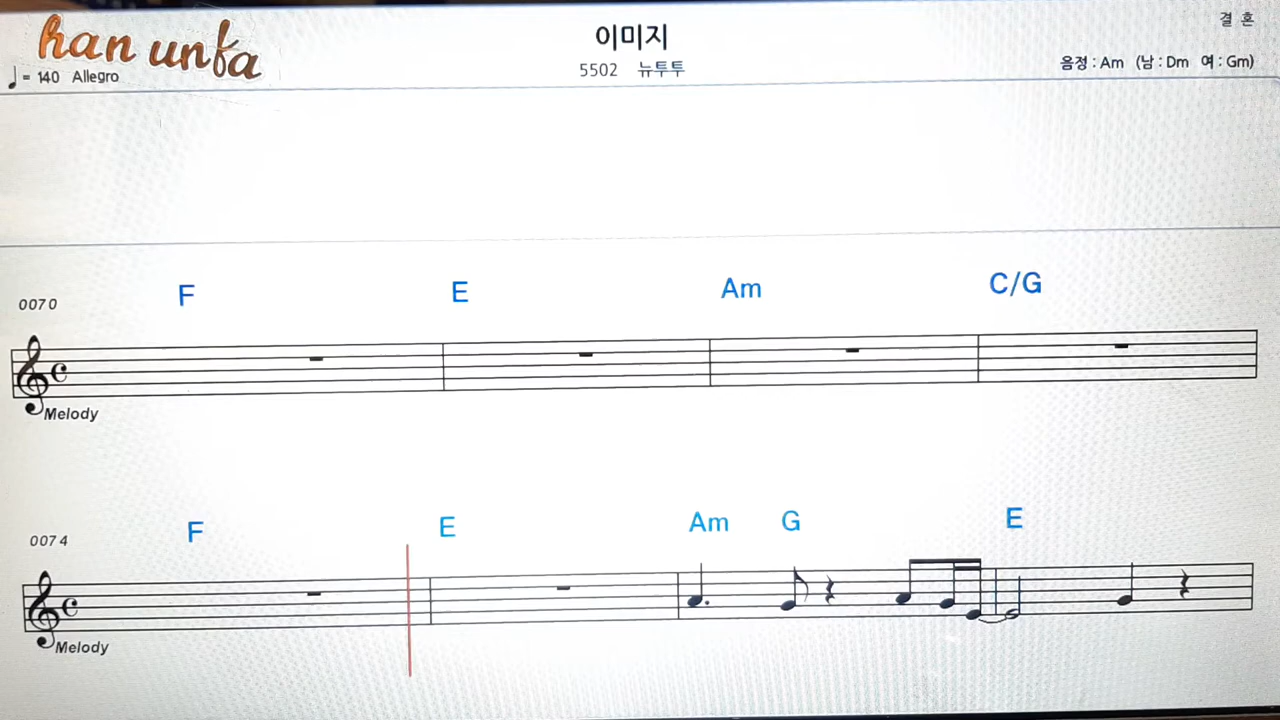 han unfa
이미지
결 혼
♩= 140 Allegro
5502 뉴투투
음정 : Am (남 : Dm 여 : Gm)
0070 F E Am C/G
Melody
0074 F E Am G E
Melody